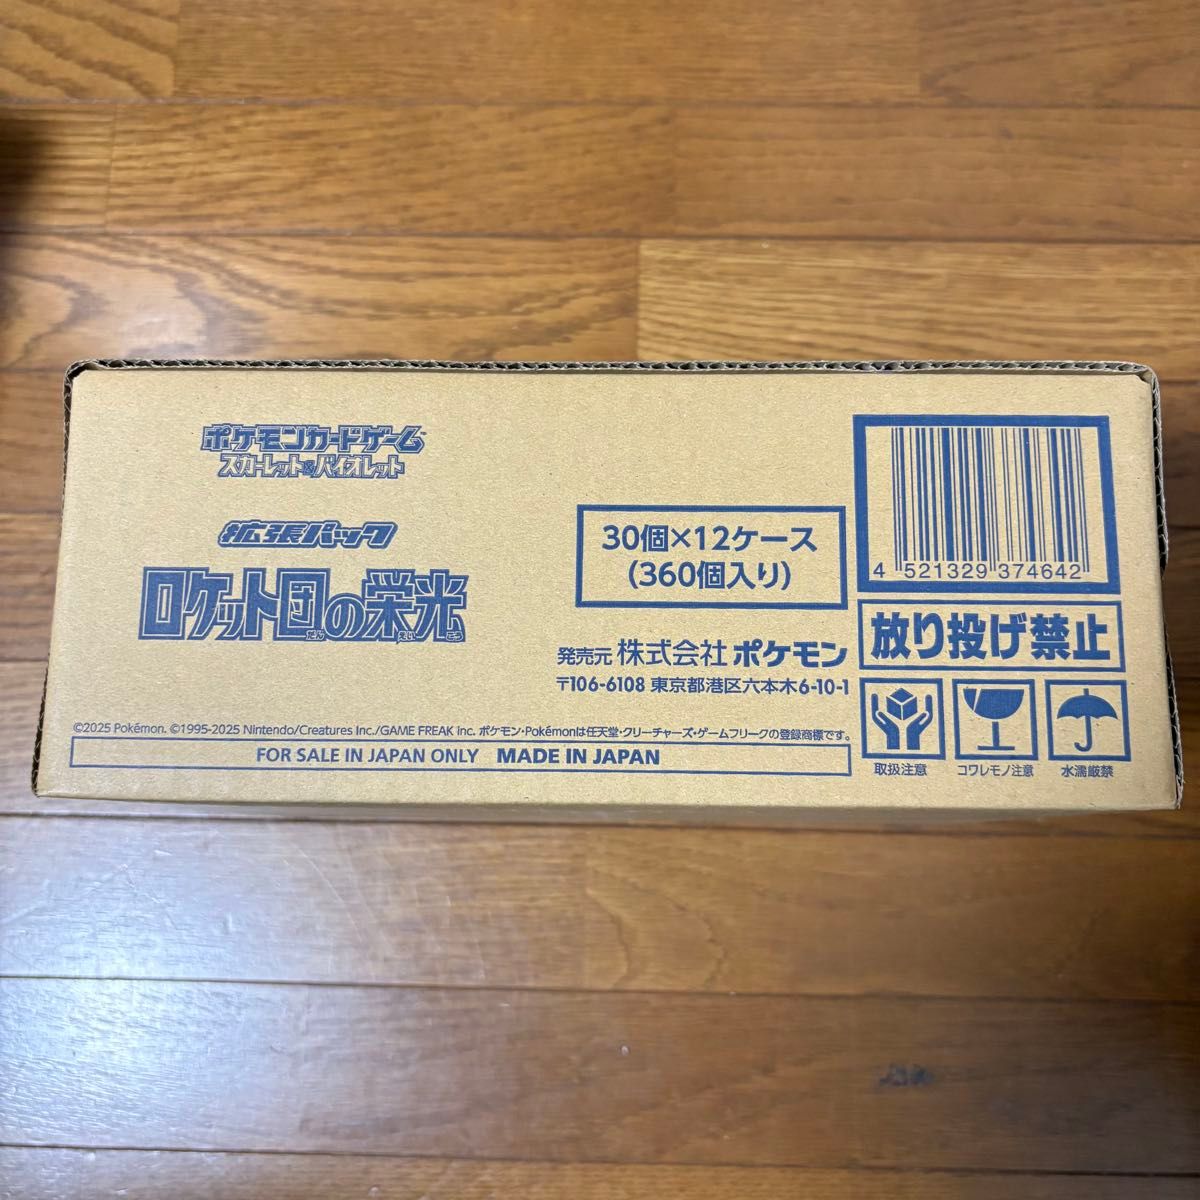 ポケモンカードゲーム
スカーレット&バイオレット
拡張パック
ロケット団の栄光
だん えい こう
30個×12ケース
(360個入り)
発売元 株式会社 ポケモン
〒106-6108 東京都港区六本木6-10-1
4 521329 374642
放り投げ禁止
取扱注意 コワレモノ注意 水濡厳禁
©2025 Pokémon. ©1995-2025 Nintendo/Creatures Inc./GAME FREAK inc. ポケモン・Pokémonは任天堂・クリーチャーズ・ゲームフリークの登録商標です。
FOR SALE IN JAPAN ONLY MADE IN JAPAN